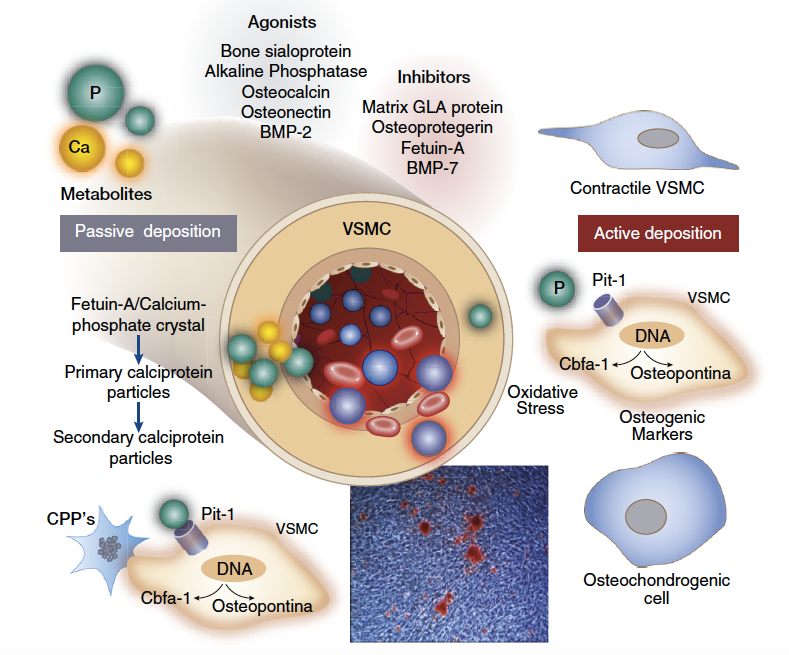 Agonists
Bone sialoprotein
Alkaline Phosphatase
Osteocalcin
Osteonectin
BMP-2
Inhibitors
Matrix GLA protein
Osteoprotegerin
Fetuin-A
BMP-7
P
Ca
Metabolites
Passive deposition
Fetuin-A/Calcium-
phosphate crystal
Primary calciprotein
particles
Secondary calciprotein
particles
VSMC
Contractile VSMC
Active deposition
P
Pit-1
VSMC
DNA
Cbfa-1
Osteopontina
Oxidative
Stress
Osteogenic
Markers
CPP's
Pit-1
VSMC
DNA
Cbfa-1
Osteopontina
Osteochondrogenic
cell